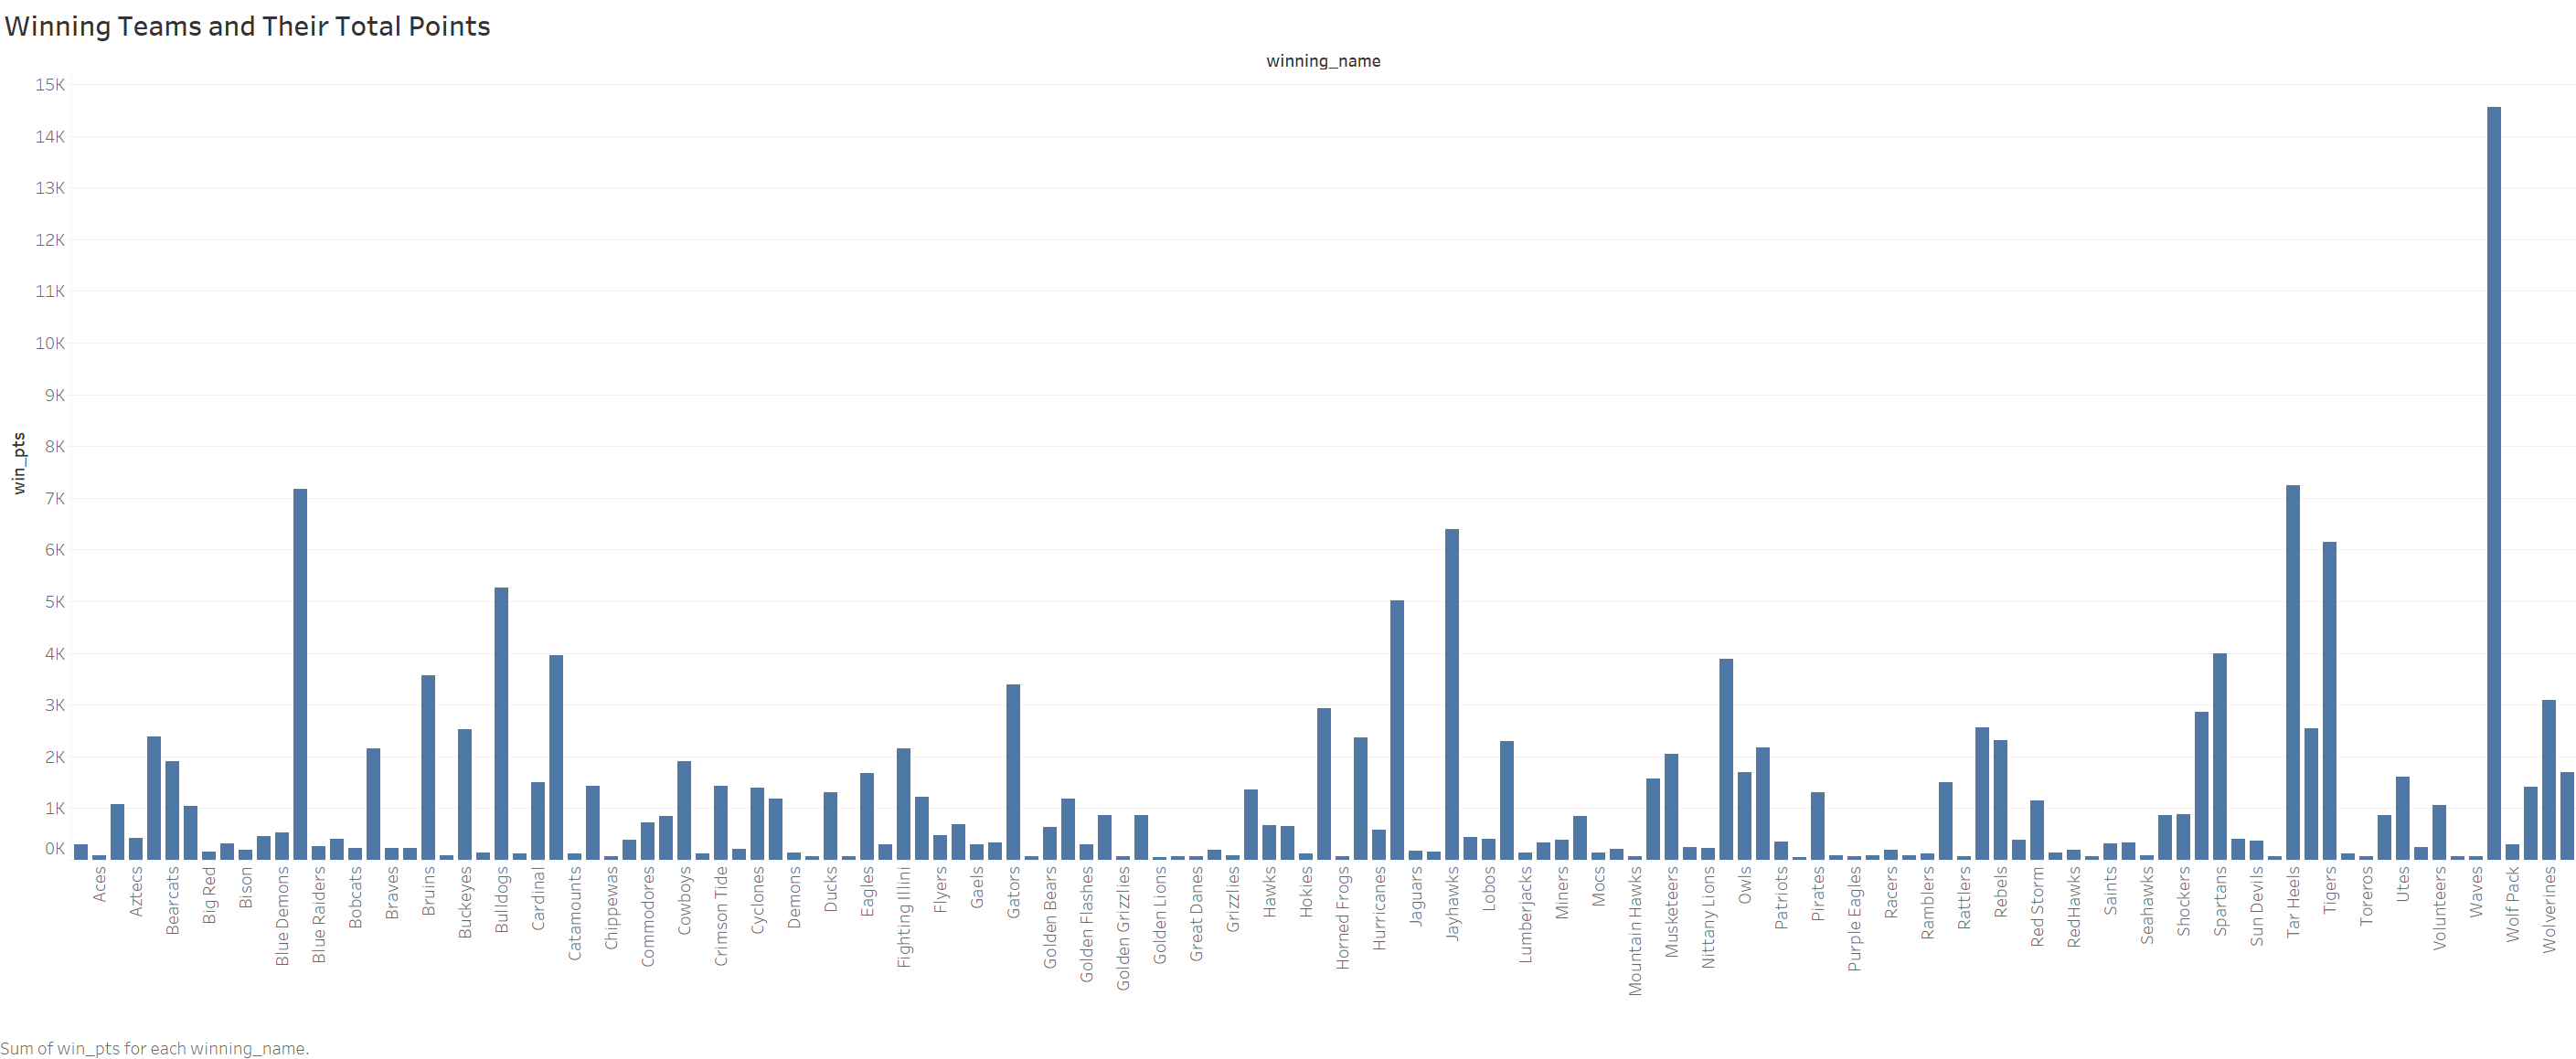 Winning Teams and Their Total Points
winning_name
15K
14K
13K
12K
11K
10K
9K
8K
7K
6K
5K
4K
3K
2K
1K
0K
win_pts
Aces
Aztecs
Bearcats
Big Red
Bison
Blue Demons
Blue Raiders
Bobcats
Braves
Bruins
Buckeyes
Bulldogs
Cardinal
Catamounts
Chippewas
Commodores
Cowboys
Crimson Tide
Cyclones
Demons
Ducks
Eagles
Fighting Illini
Flyers
Gaels
Gators
Golden Bears
Golden Flashes
Golden Grizzlies
Golden Lions
Great Danes
Grizzlies
Hawks
Hokies
Horned Frogs
Hurricanes
Jaguars
Jayhawks
Lobos
Lumberjacks
Miners
Mocs
Mountain Hawks
Musketeers
Nittany Lions
Owls
Patriots
Pirates
Purple Eagles
Racers
Ramblers
Rattlers
Rebels
Red Storm
RedHawks
Saints
Seahawks
Shockers
Spartans
Sun Devils
Tar Heels
Tigers
Toreros
Utes
Volunteers
Waves
Wolf Pack
Wolverines
Sum of win_pts for each winning_name.